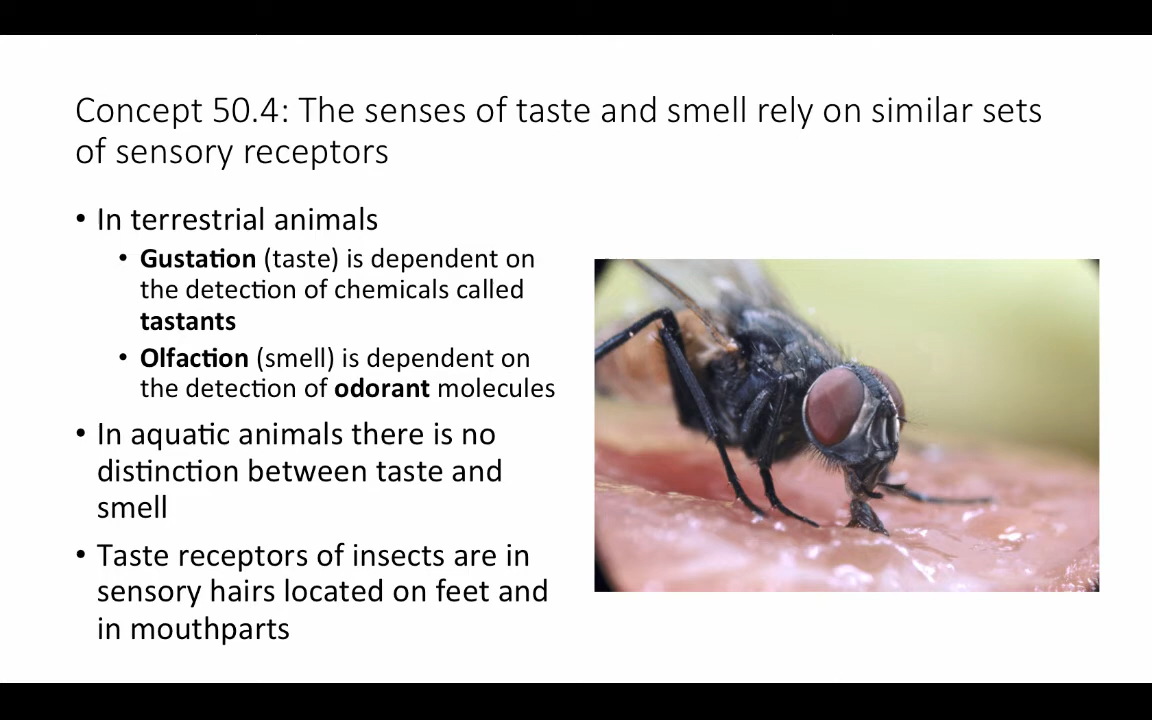 Concept 50.4: The senses of taste and smell rely on similar sets
of sensory receptors
• In terrestrial animals
• Gustation (taste) is dependent on
the detection of chemicals called
tastants
• Olfaction (smell) is dependent on
the detection of odorant molecules
• In aquatic animals there is no
distinction between taste and
smell
• Taste receptors of insects are in
sensory hairs located on feet and
in mouthparts